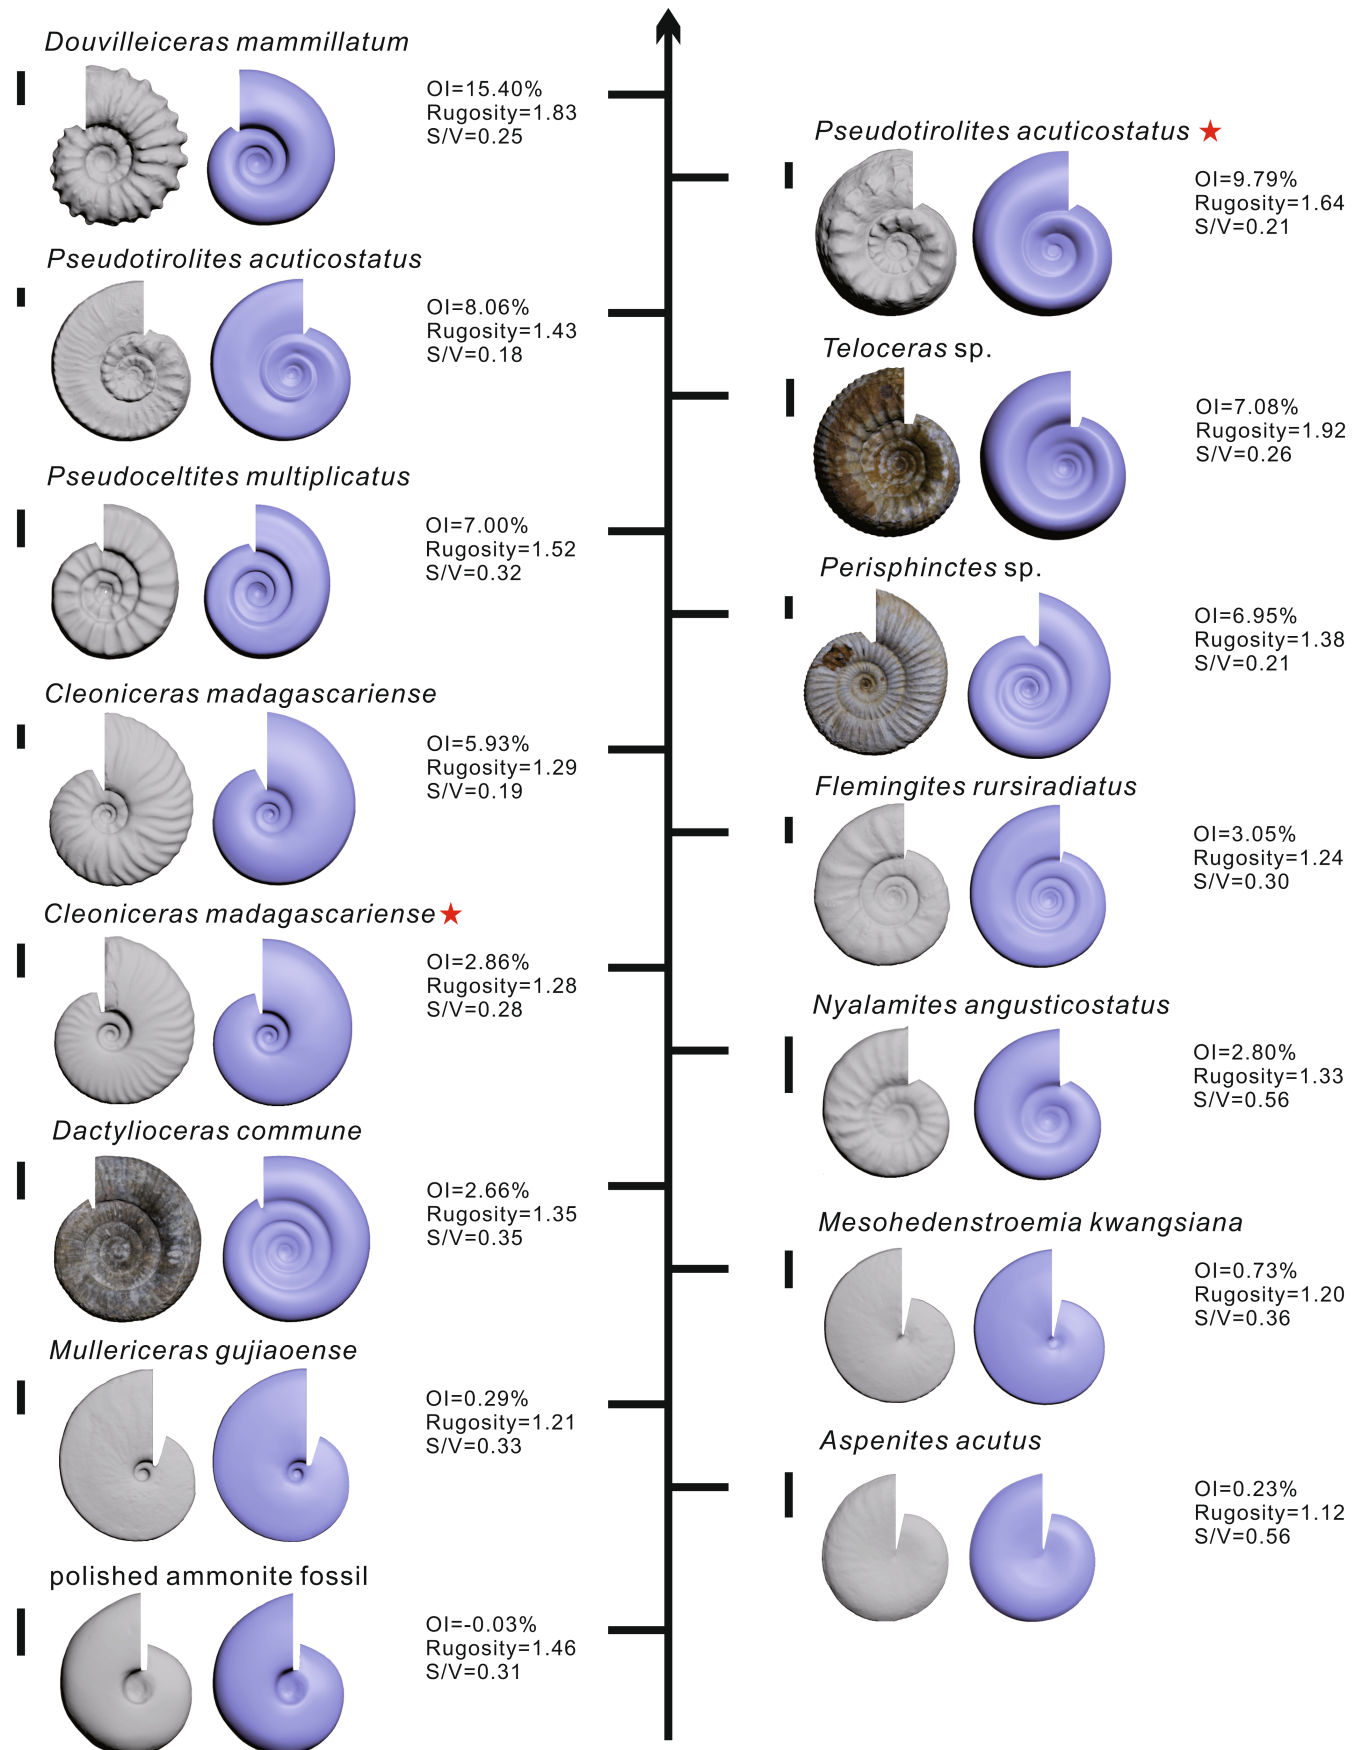 Douvilleiceras mammillatum
OI=15.40%
Rugosity=1.83
S/V=0.25
Pseudotirolites acuticostatus ★
OI=9.79%
Rugosity=1.64
S/V=0.21
Pseudotirolites acuticostatus
OI=8.06%
Rugosity=1.43
S/V=0.18
Teloceras sp.
OI=7.08%
Rugosity=1.92
S/V=0.26
Pseudoceltites multiplicatus
OI=7.00%
Rugosity=1.52
S/V=0.32
Perisphinctes sp.
OI=6.95%
Rugosity=1.38
S/V=0.21
Cleoniceras madagascariense
OI=5.93%
Rugosity=1.29
S/V=0.19
Flemingites rursiradiatus
OI=3.05%
Rugosity=1.24
S/V=0.30
Cleoniceras madagascariense ★
OI=2.86%
Rugosity=1.28
S/V=0.28
Nyalamites angusticostatus
OI=2.80%
Rugosity=1.33
S/V=0.56
Dactylioceras commune
OI=2.66%
Rugosity=1.35
S/V=0.35
Mesohedenstroemia kwangsiana
OI=0.73%
Rugosity=1.20
S/V=0.36
Mullericeras gujiaoense
OI=0.29%
Rugosity=1.21
S/V=0.33
Aspenites acutus
OI=0.23%
Rugosity=1.12
S/V=0.56
polished ammonite fossil
OI=-0.03%
Rugosity=1.46
S/V=0.31